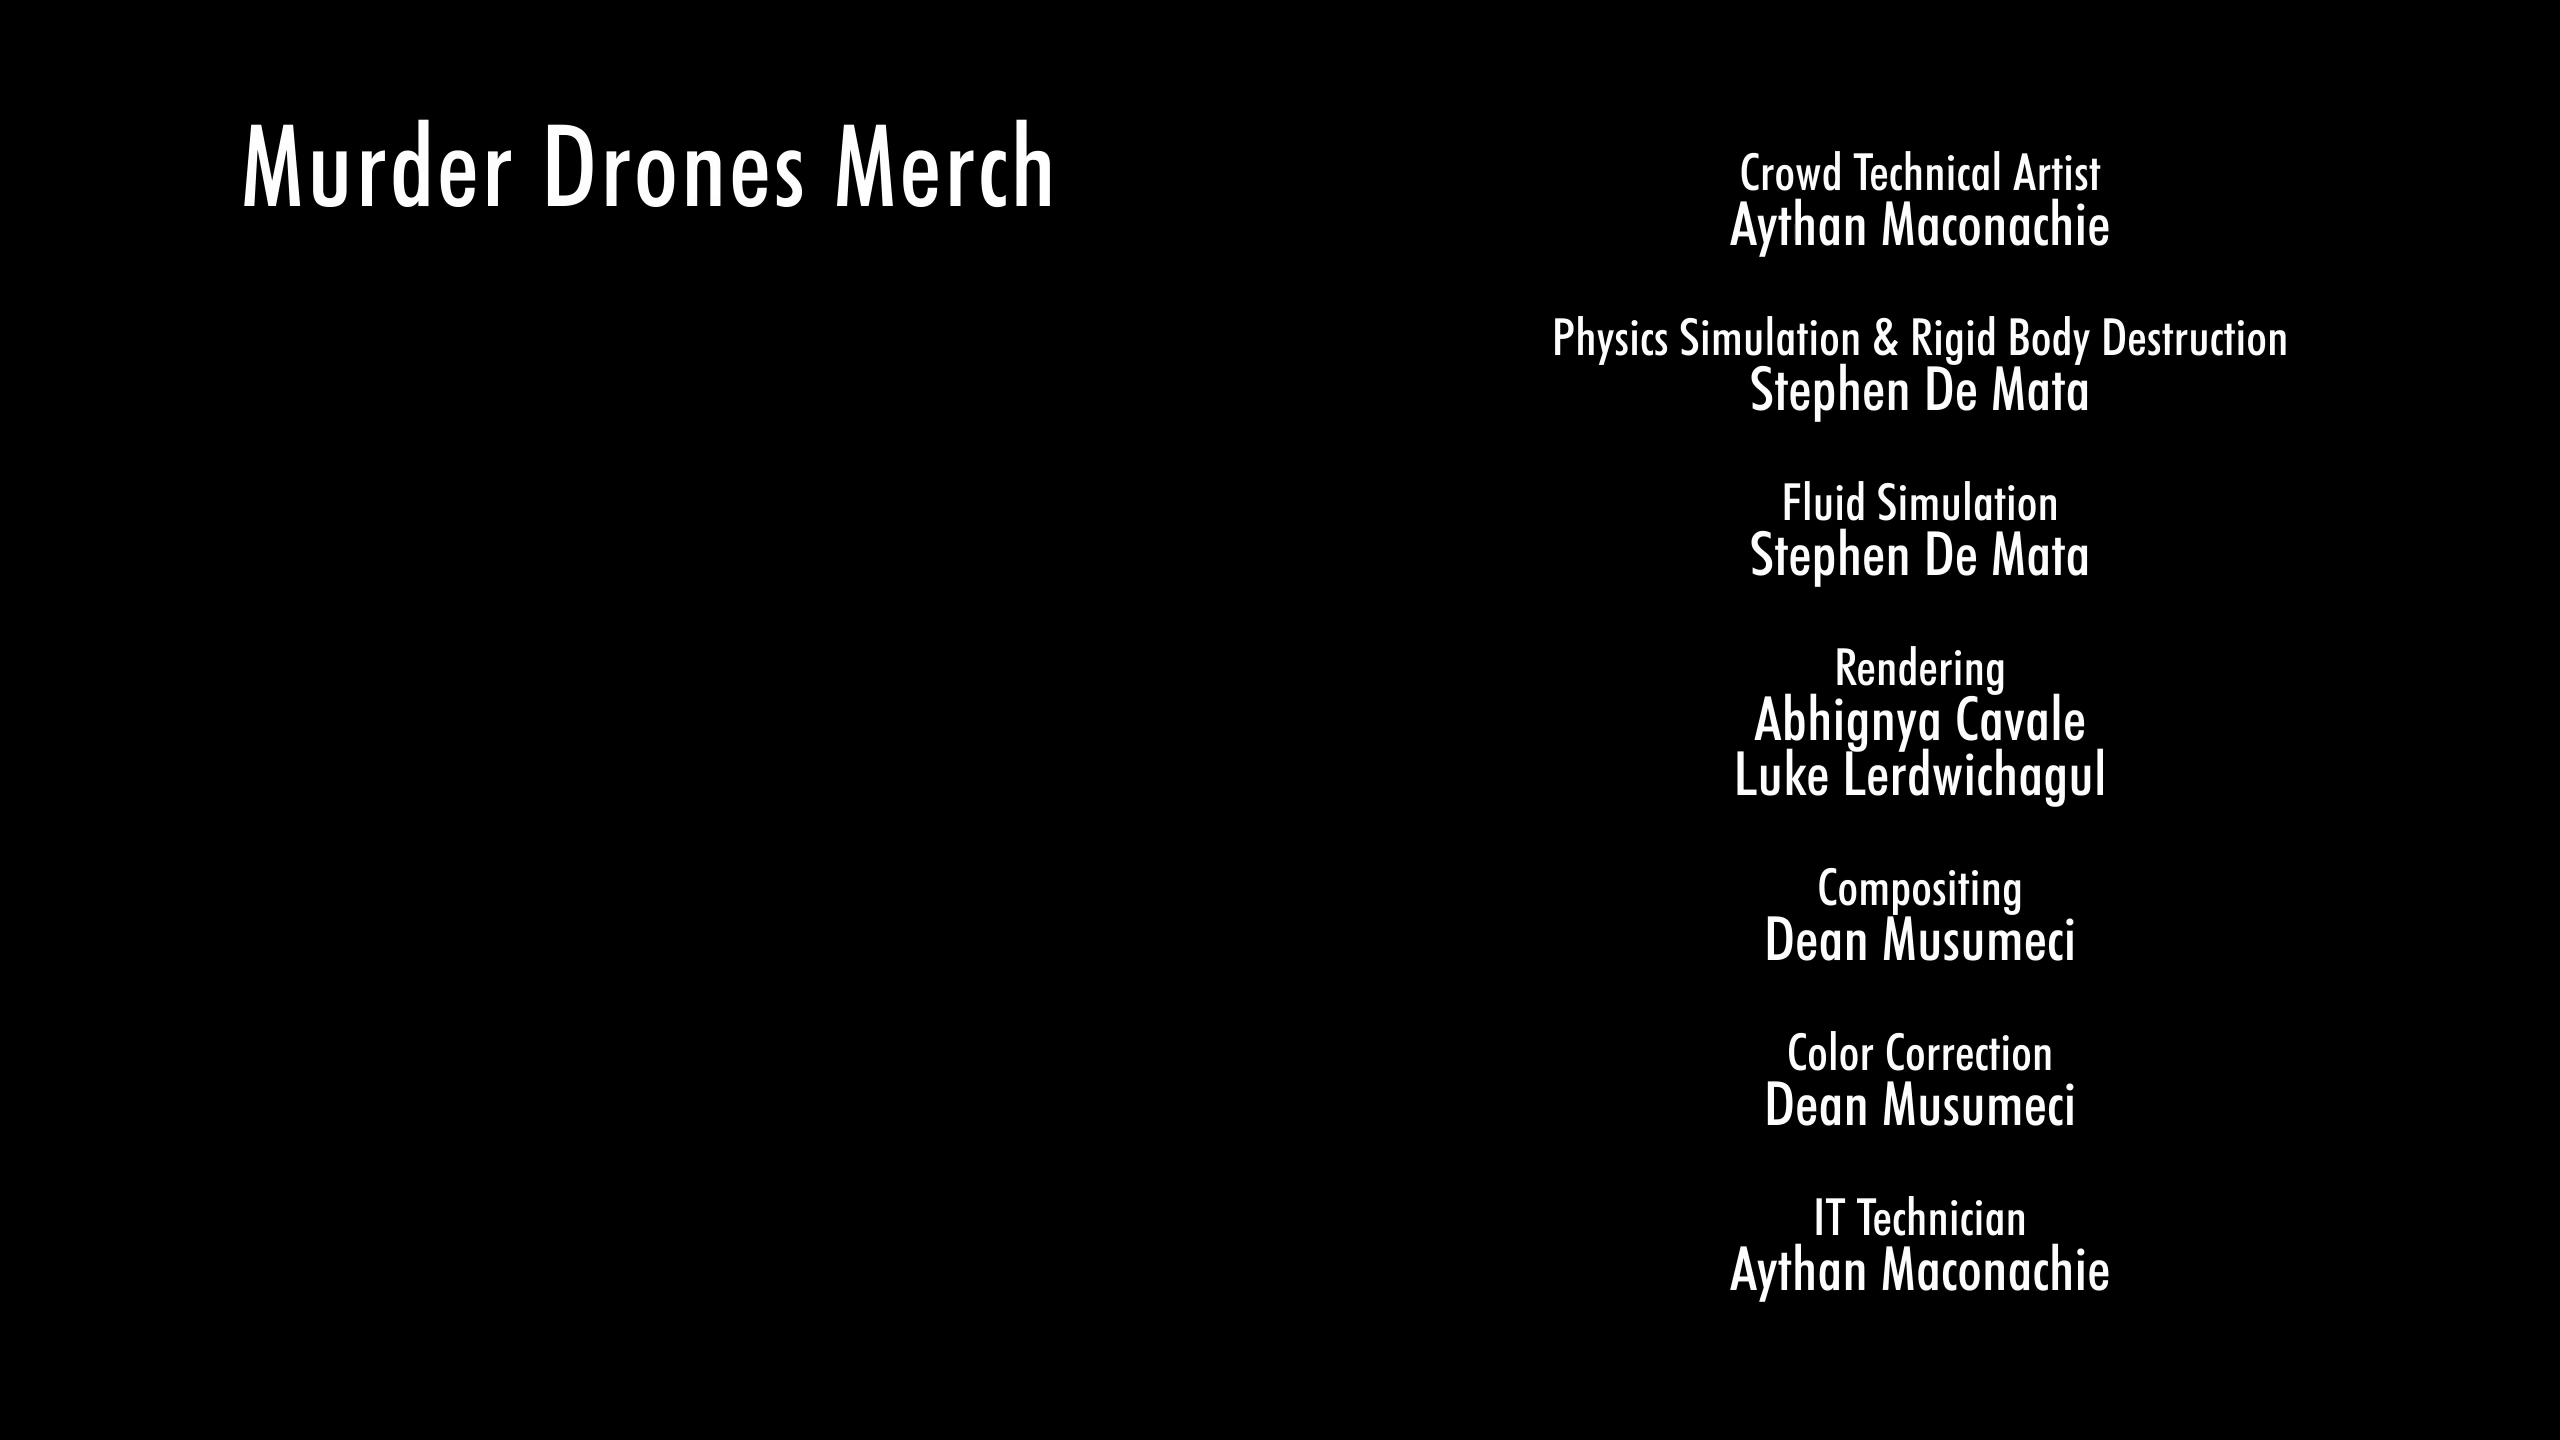 Murder Drones Merch
Crowd Technical Artist
Aythan Maconachie
Physics Simulation & Rigid Body Destruction
Stephen De Mata
Fluid Simulation
Stephen De Mata
Rendering
Abhignya Cavale
Luke Lerdwichagul
Compositing
Dean Musumeci
Color Correction
Dean Musumeci
IT Technician
Aythan Maconachie